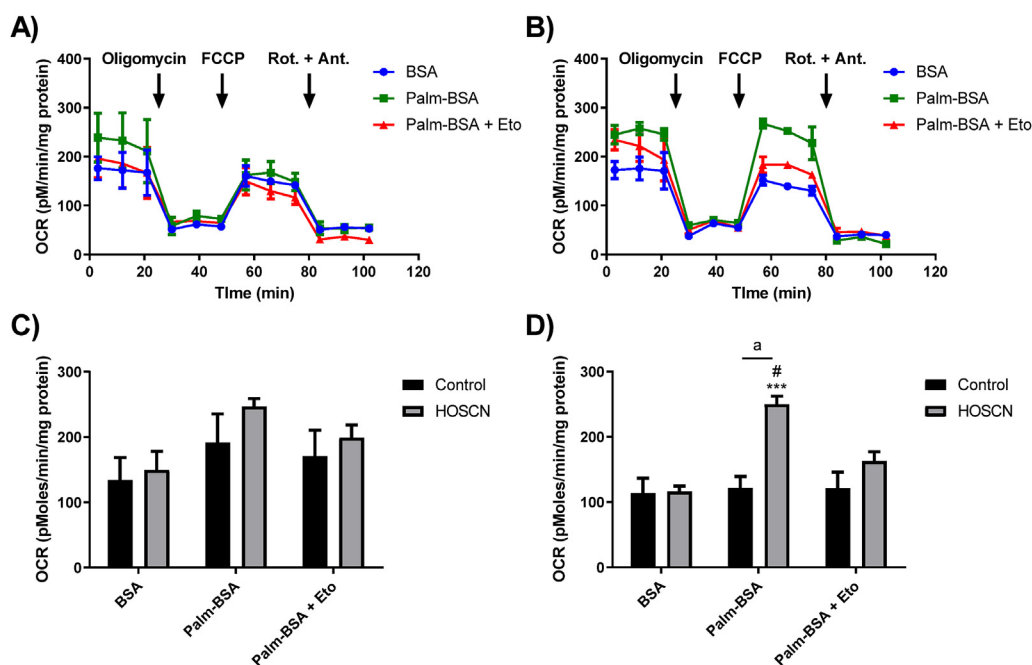 A)
Oligomycin FCCP Rot. + Ant.
BSA
Palm-BSA
Palm-BSA + Eto
OCR (pM/min/mg protein)
400
300
200
100
0
0 20 40 60 80 100 120
TIme (min)
B)
Oligomycin FCCP Rot. + Ant.
BSA
Palm-BSA
Palm-BSA + Eto
OCR (pM/min/mg protein)
400
300
200
100
0
0 20 40 60 80 100 120
TIme (min)
C)
Control
HOSCN
OCR (pMoles/min/mg protein)
300
200
100
0
BSA
Palm-BSA
Palm-BSA + Eto
D)
a
#
***
Control
HOSCN
OCR (pMoles/min/mg protein)
300
200
100
0
BSA
Palm-BSA
Palm-BSA + Eto